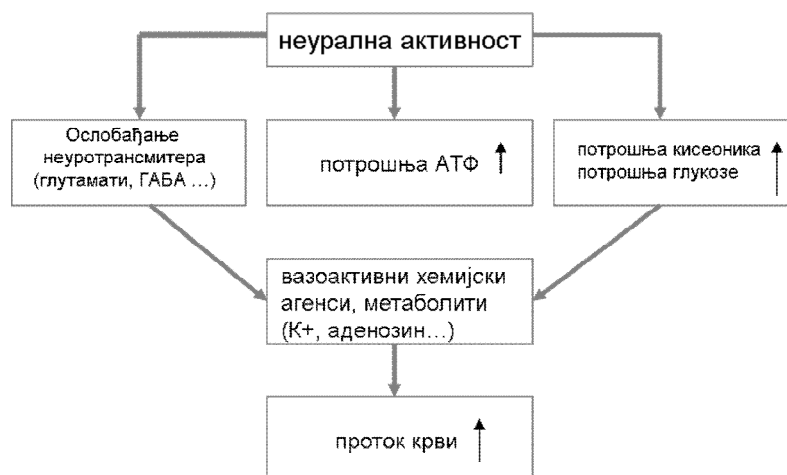 неурална активност
Ослобађање
неуротрансмитера
(глутамати, ГАБА ...)
потрошња АТФ
потрошња кисеоника
потрошња глукозе
вазоактивни хемијски
агенси, метаболити
(К+, аденозин...)
проток крви